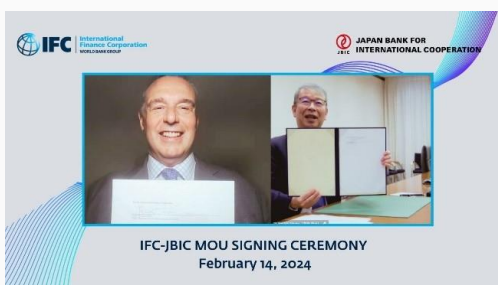 IFC
International
Finance Corporation
WORLD BANK GROUP
JBIC
JAPAN BANK FOR
INTERNATIONAL COOPERATION
IFC-JBIC MOU SIGNING CEREMONY
February 14, 2024